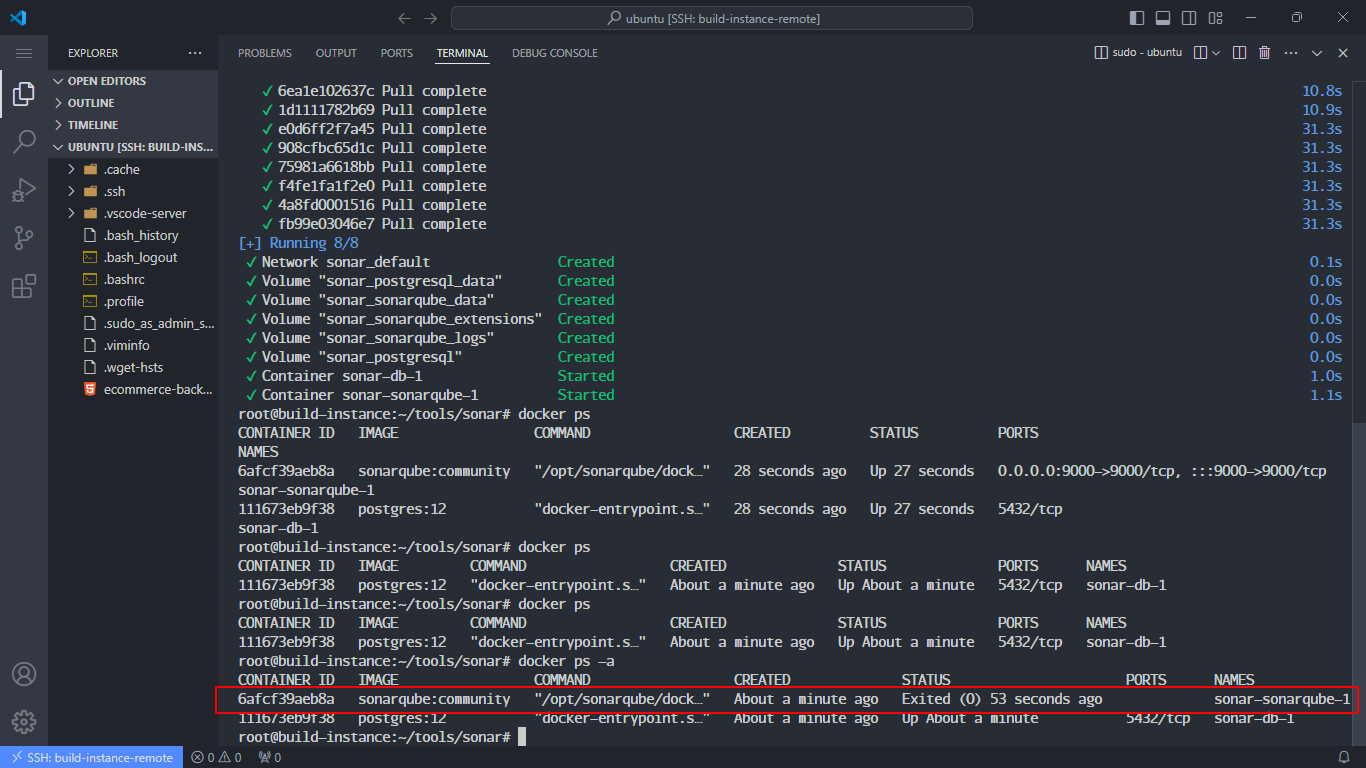 ubuntu [SSH: build-instance-remote]
EXPLORER
OPEN EDITORS
OUTLINE
TIMELINE
UBUNTU [SSH: BUILD-INS...
.cache
.ssh
.vscode-server
.bash_history
.bash_logout
.bashrc
.profile
.sudo_as_admin_s...
.viminfo
.wget-hsts
ecommerce-back...
PROBLEMS OUTPUT PORTS TERMINAL DEBUG CONSOLE
sudo - ubuntu
✓ 6ea1e102637c Pull complete 10.8s
✓ 1d1111782b69 Pull complete 10.9s
✓ e0d6ff2f7a45 Pull complete 31.3s
✓ 908cfbc65d1c Pull complete 31.3s
✓ 75981a6618bb Pull complete 31.3s
✓ f4fe1fa1f2e0 Pull complete 31.3s
✓ 4a8fd0001516 Pull complete 31.3s
✓ fb99e03046e7 Pull complete 31.3s
[+] Running 8/8
✓ Network sonar_default Created 0.1s
✓ Volume "sonar_postgresql_data" Created 0.0s
✓ Volume "sonar_sonarqube_data" Created 0.0s
✓ Volume "sonar_sonarqube_extensions" Created 0.0s
✓ Volume "sonar_sonarqube_logs" Created 0.0s
✓ Volume "sonar_postgresql" Created 0.0s
✓ Container sonar-db-1 Started 1.0s
✓ Container sonar-sonarqube-1 Started 1.1s
root@build-instance:~/tools/sonar# docker ps
CONTAINER ID IMAGE COMMAND CREATED STATUS PORTS
NAMES
6afcf39aeb8a sonarqube:community "/opt/sonarqube/dock…" 28 seconds ago Up 27 seconds 0.0.0.0:9000->9000/tcp, :::9000->9000/tcp
sonar-sonarqube-1
111673eb9f38 postgres:12 "docker-entrypoint.s…" 28 seconds ago Up 27 seconds 5432/tcp
sonar-db-1
root@build-instance:~/tools/sonar# docker ps
CONTAINER ID IMAGE COMMAND CREATED STATUS PORTS NAMES
111673eb9f38 postgres:12 "docker-entrypoint.s…" About a minute ago Up About a minute 5432/tcp sonar-db-1
root@build-instance:~/tools/sonar# docker ps
CONTAINER ID IMAGE COMMAND CREATED STATUS PORTS NAMES
111673eb9f38 postgres:12 "docker-entrypoint.s…" About a minute ago Up About a minute 5432/tcp sonar-db-1
root@build-instance:~/tools/sonar# docker ps -a
CONTAINER ID IMAGE COMMAND CREATED STATUS PORTS NAMES
6afcf39aeb8a sonarqube:community "/opt/sonarqube/dock…" About a minute ago Exited (0) 53 seconds ago sonar-sonarqube-1
111673eb9f38 postgres:12 "docker-entrypoint.s…" About a minute ago Up About a minute 5432/tcp sonar-db-1
root@build-instance:~/tools/sonar#
SSH: build-instance-remote 0 0 0